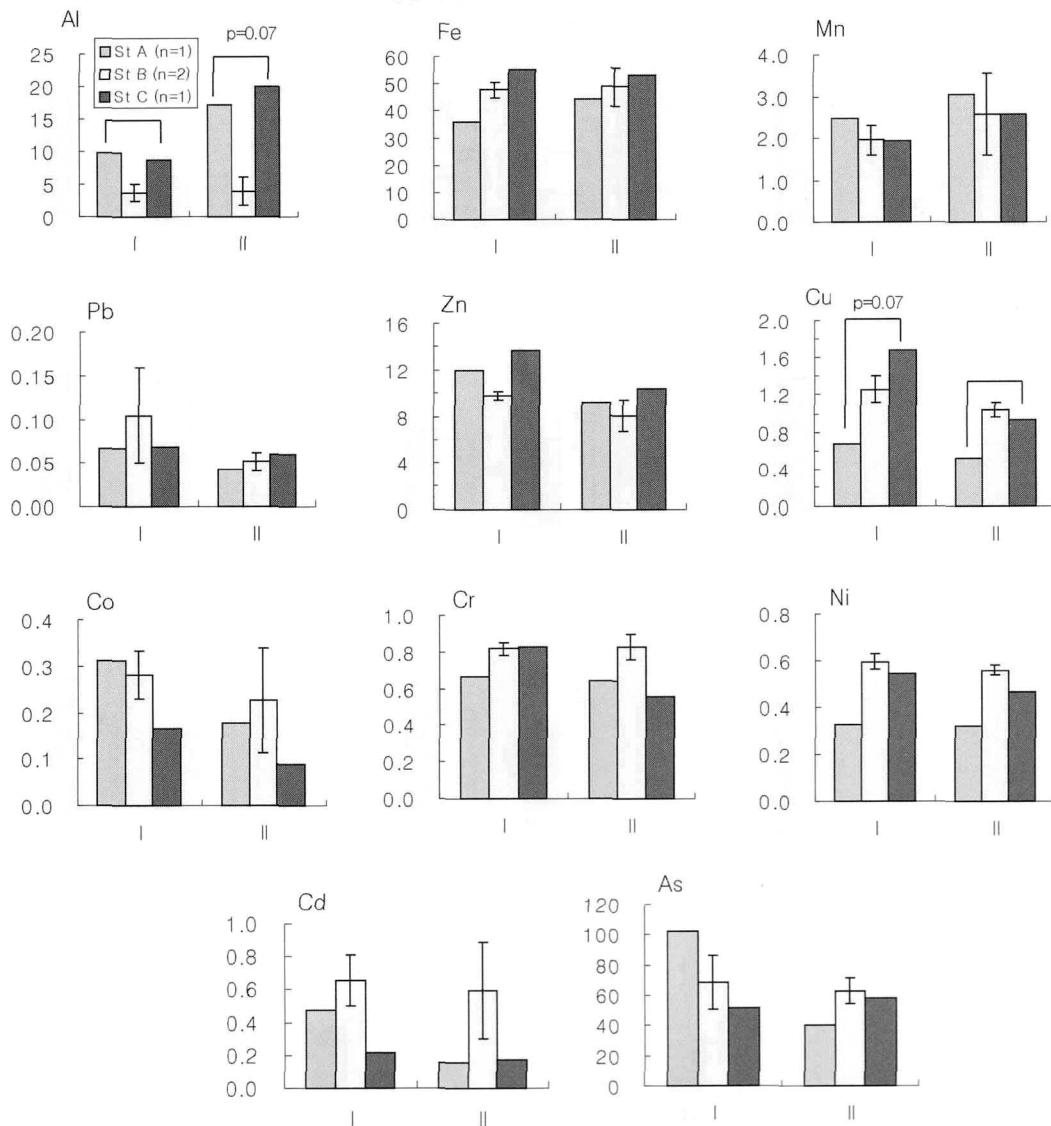 Al
p=0.07
25
20
15
10
5
0
St A (n=1)
St B (n=2)
St C (n=1)
I
II
Fe
60
50
40
30
20
10
0
I
II
Mn
4.0
3.0
2.0
1.0
0.0
I
II
Pb
0.20
0.15
0.10
0.05
0.00
I
II
Zn
16
12
8
4
0
I
II
Cu
p=0.07
2.0
1.6
1.2
0.8
0.4
0.0
I
II
Co
0.4
0.3
0.2
0.1
0.0
I
II
Cr
1.0
0.8
0.6
0.4
0.2
0.0
I
II
Ni
0.8
0.6
0.4
0.2
0.0
I
II
Cd
1.0
0.8
0.6
0.4
0.2
0.0
I
II
As
120
100
80
60
40
20
0
I
II